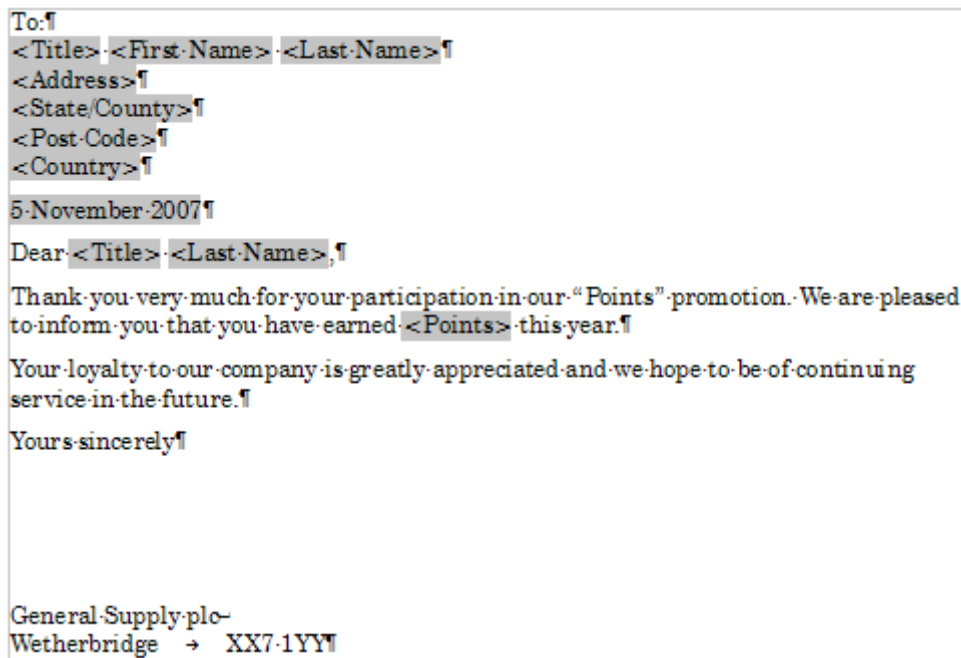 To:¶
<Title>·<First·Name>·<Last·Name>¶
<Address>¶
<State/County>¶
<Post·Code>¶
<Country>¶
5·November·2007¶
Dear·<Title>·<Last·Name>,¶
Thank·you·very·much·for·your·participation·in·our·“Points”·promotion.·We·are·pleased
to·inform·you·that·you·have·earned·<Points>·this·year.¶
Your·loyalty·to·our·company·is·greatly·appreciated·and·we·hope·to·be·of·continuing
service·in·the·future.¶
Yours·sincerely¶
General·Supply·plc↵
Wetherbridge → XX7·1YY¶